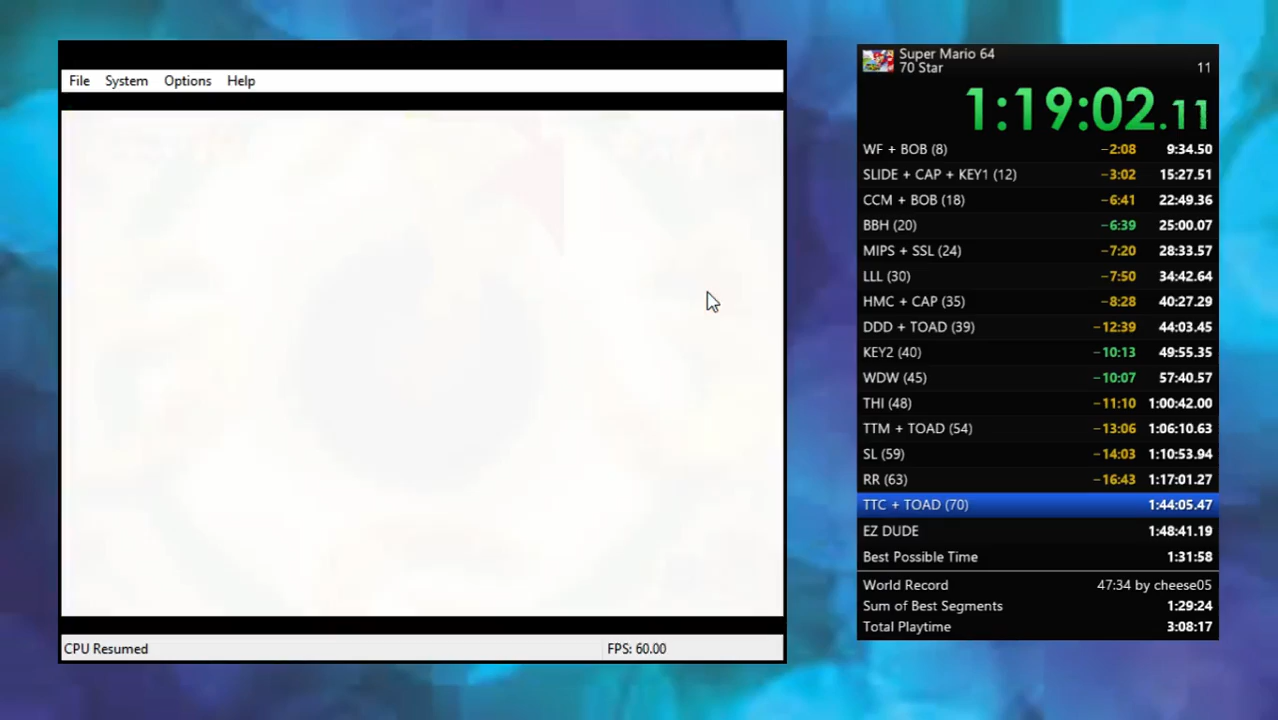 File System Options Help
CPU Resumed FPS: 60.00
Super Mario 64
70 Star 11
1:19:02.11
WF + BOB (8) −2:08 9:34.50
SLIDE + CAP + KEY1 (12) −3:02 15:27.51
CCM + BOB (18) −6:41 22:49.36
BBH (20) −6:39 25:00.07
MIPS + SSL (24) −7:20 28:33.57
LLL (30) −7:50 34:42.64
HMC + CAP (35) −8:28 40:27.29
DDD + TOAD (39) −12:39 44:03.45
KEY2 (40) −10:13 49:55.35
WDW (45) −10:07 57:40.57
THI (48) −11:10 1:00:42.00
TTM + TOAD (54) −13:06 1:06:10.63
SL (59) −14:03 1:10:53.94
RR (63) −16:43 1:17:01.27
TTC + TOAD (70) 1:44:05.47
EZ DUDE 1:48:41.19
Best Possible Time 1:31:58
World Record 47:34 by cheese05
Sum of Best Segments 1:29:24
Total Playtime 3:08:17